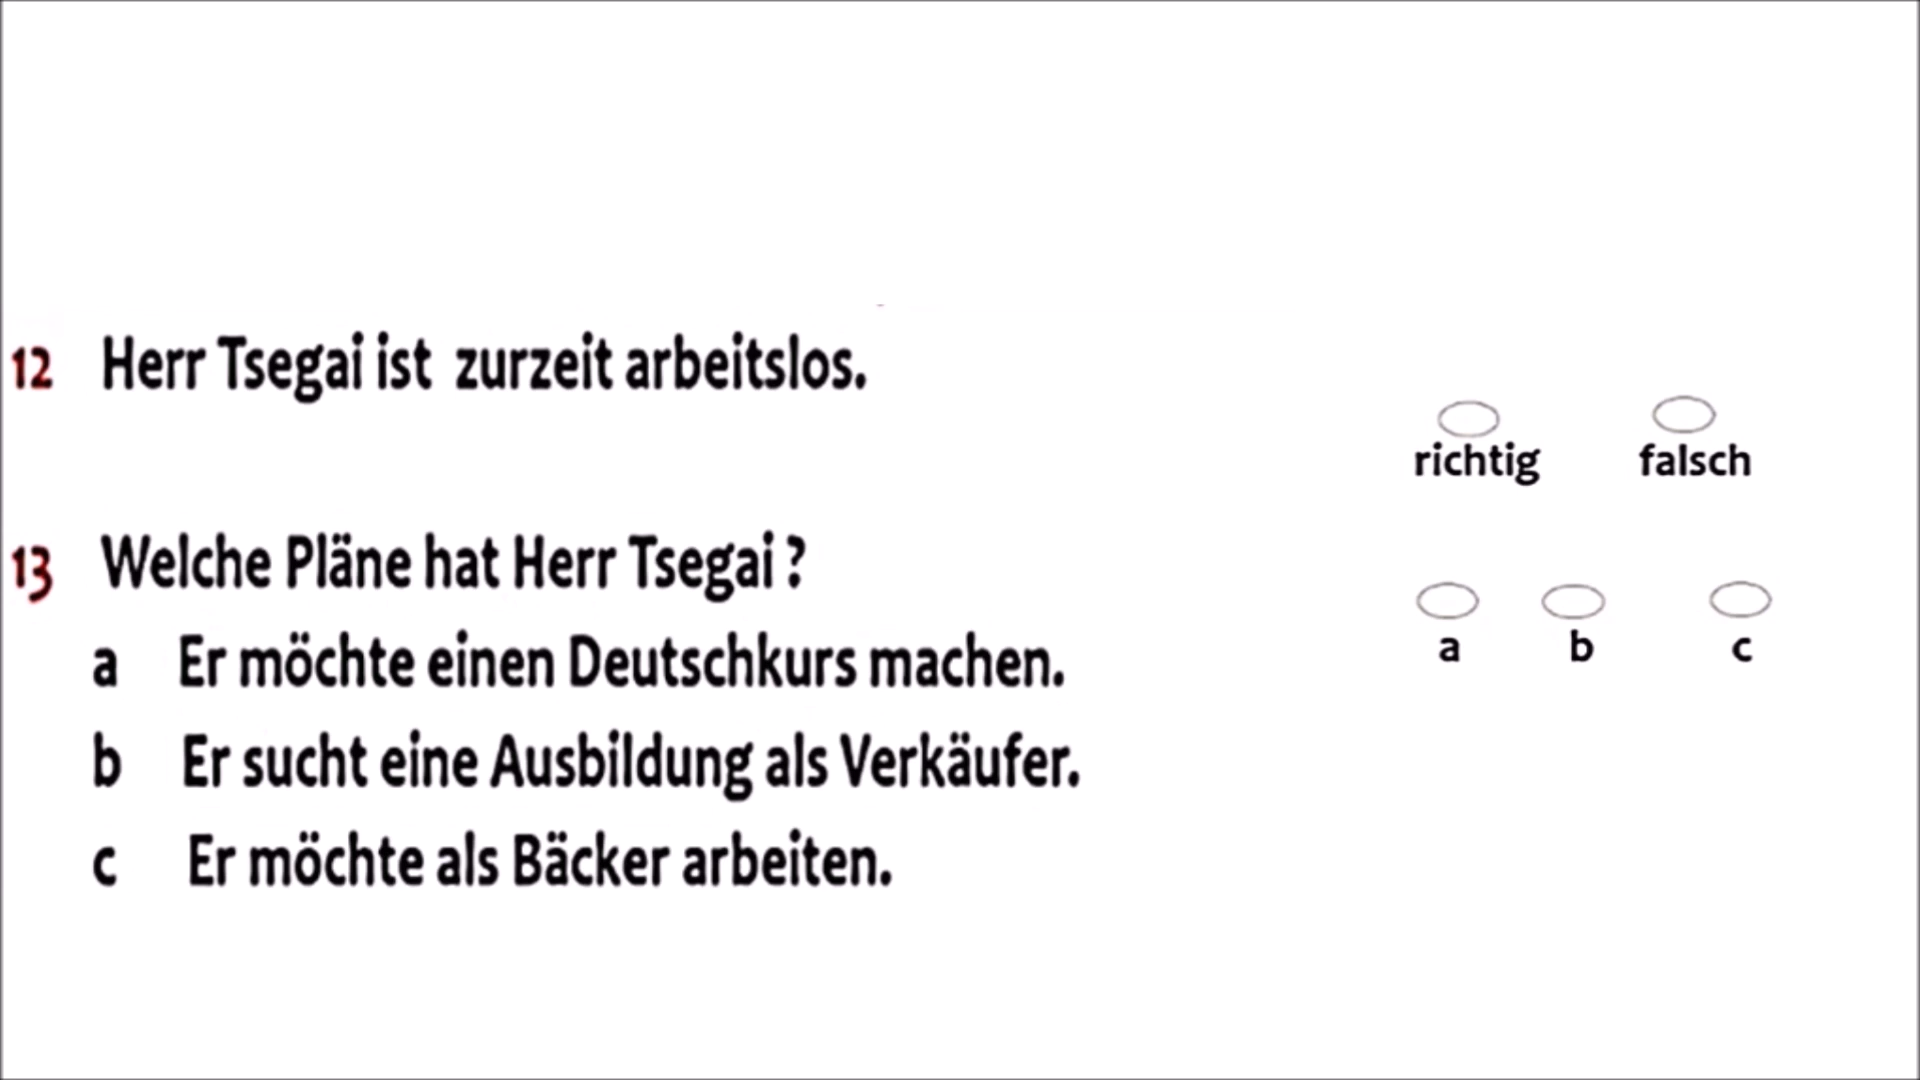 12 Herr Tsegai ist zurzeit arbeitslos.
richtig falsch
13 Welche Pläne hat Herr Tsegai ?
a Er möchte einen Deutschkurs machen.
a b c
b Er sucht eine Ausbildung als Verkäufer.
c Er möchte als Bäcker arbeiten.